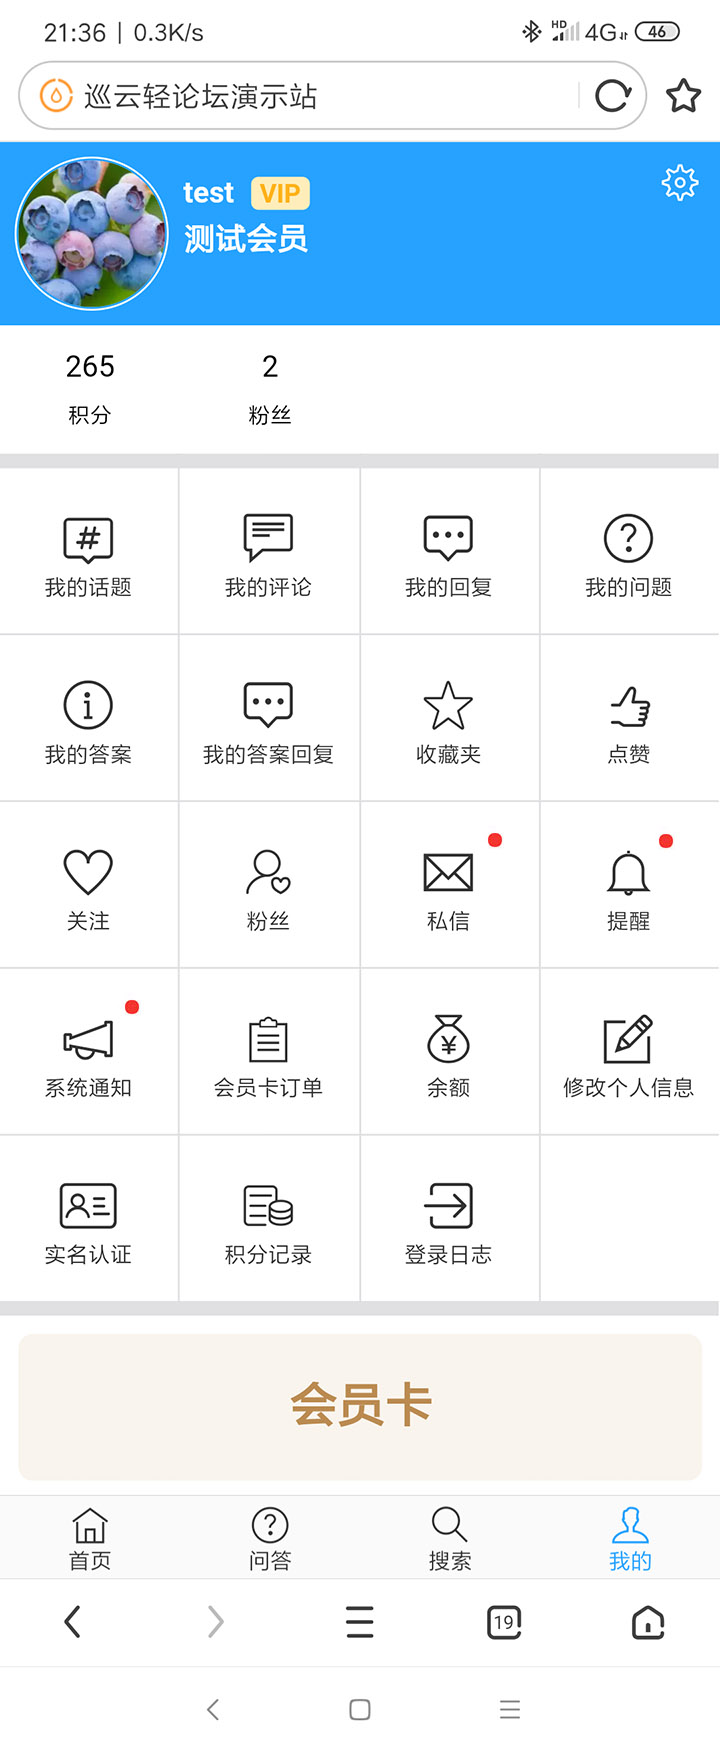 21:36 | 0.3K/s HD 4G 46
巡云轻论坛演示站
test VIP
测试会员
265 2
积分 粉丝
我的话题 我的评论 我的回复 我的问题
我的答案 我的答案回复 收藏夹 点赞
关注 粉丝 私信 提醒
系统通知 会员卡订单 余额 修改个人信息
实名认证 积分记录 登录日志
会员卡
首页 问答 搜索 我的
19